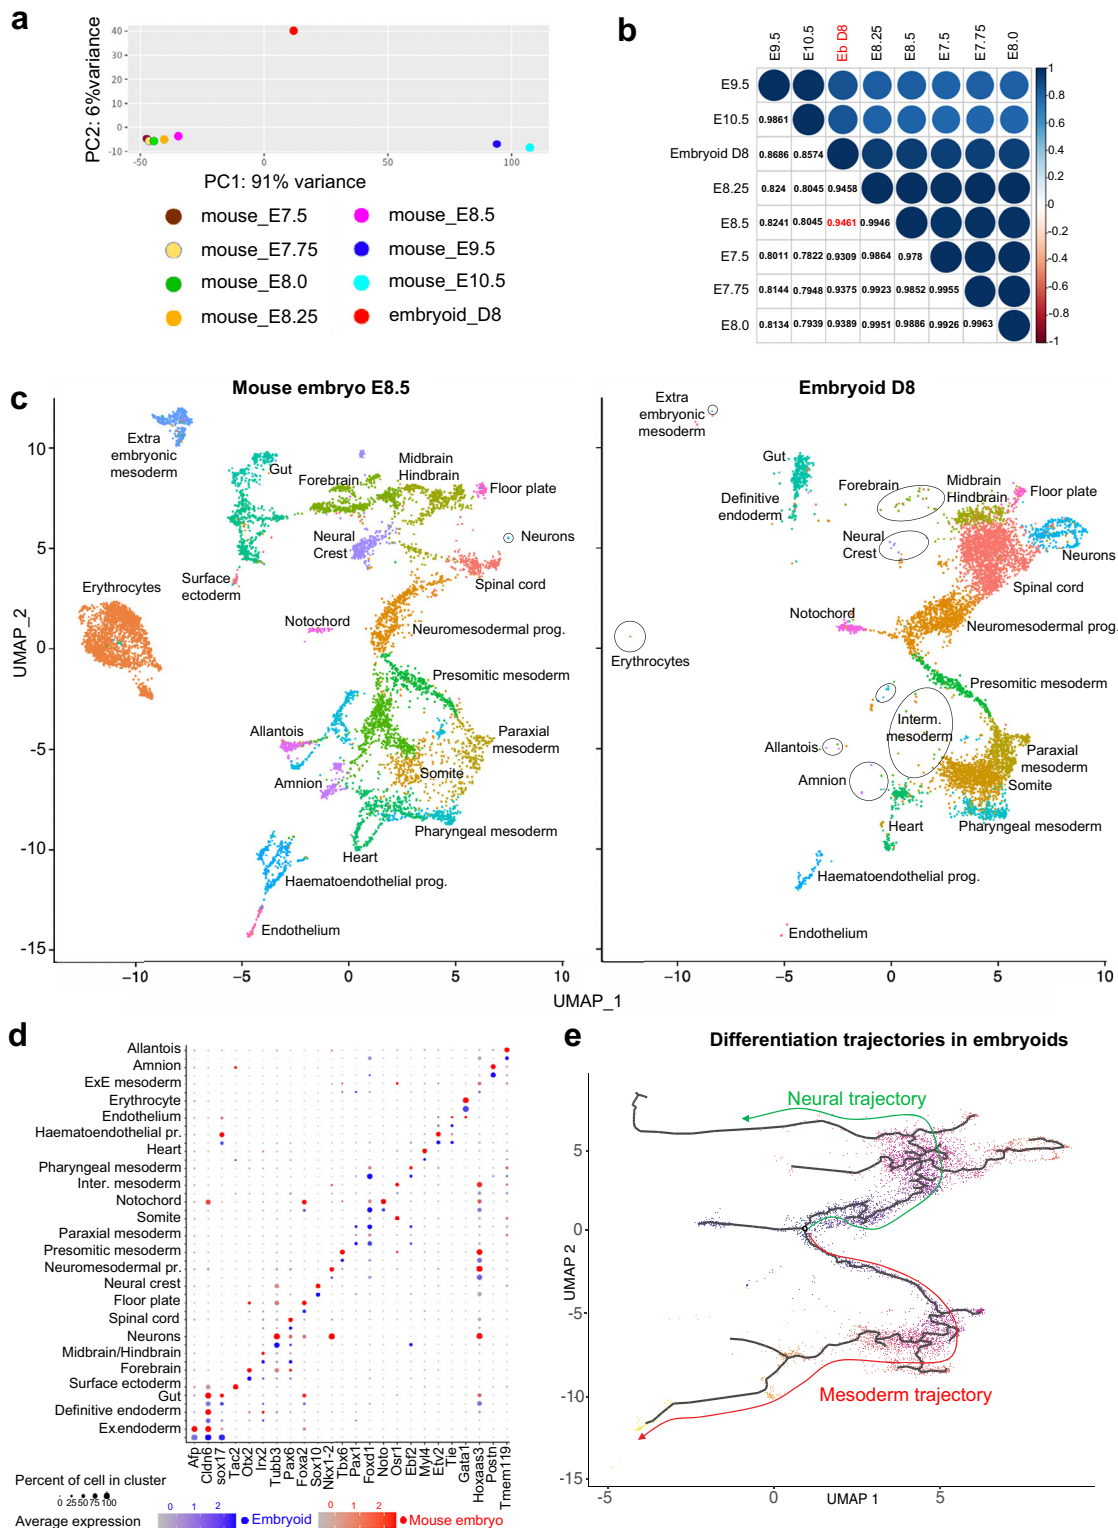 a
PC2: 6%variance
40
30
20
10
0
-10
-50
0
50
100
PC1: 91% variance
mouse_E7.5
mouse_E8.5
mouse_E7.75
mouse_E9.5
mouse_E8.0
mouse_E10.5
mouse_E8.25
embryoid_D8
b
E9.5 E10.5 Eb D8 E8.25 E8.5 E7.5 E7.75 E8.0
E9.5
E10.5 0.9861
Embryoid D8 0.8686 0.8574
E8.25 0.824 0.8045 0.9458
E8.5 0.8241 0.8045 0.9461 0.9946
E7.5 0.8011 0.7822 0.9309 0.9864 0.978
E7.75 0.8144 0.7948 0.9375 0.9923 0.9852 0.9955
E8.0 0.8134 0.7939 0.9389 0.9951 0.9886 0.9926 0.9963
1
0.8
0.6
0.4
0.2
0
-0.2
-0.4
-0.6
-0.8
-1
c
Mouse embryo E8.5
Extra
embryonic
mesoderm
Gut
Forebrain
Midbrain
Hindbrain
Floor plate
Neural
Crest
Neurons
Surface
ectoderm
Spinal cord
Erythrocytes
Notochord
Neuromesodermal prog.
Presomitic mesoderm
Allantois
Paraxial
mesoderm
Amnion
Somite
Pharyngeal mesoderm
Heart
Haematoendothelial prog.
Endothelium
UMAP_2
10
5
0
-5
-10
-15
−10 −5 0 5 10
Embryoid D8
Extra
embryonic
mesoderm
Gut
Forebrain
Midbrain
Hindbrain
Floor plate
Definitive
endoderm
Neural
Crest
Neurons
Spinal cord
Notochord
Neuromesodermal prog.
Erythrocytes
Presomitic mesoderm
Interm.
mesoderm
Allantois
Paraxial
mesoderm
Amnion
Somite
Heart
Pharyngeal mesoderm
Haematoendothelial prog.
Endothelium
−10 −5 0 5 10
UMAP_1
d
Allantois
Amnion
ExE mesoderm
Erythrocyte
Endothelium
Haematoendothelial pr.
Heart
Pharyngeal mesoderm
Inter. mesoderm
Notochord
Somite
Paraxial mesoderm
Presomitic mesoderm
Neuromesodermal pr.
Neural crest
Floor plate
Spinal cord
Neurons
Midbrain/Hindbrain
Forebrain
Surface ectoderm
Gut
Definitive endoderm
Ex.endoderm
Afp Cldn6 sox17 Tac2 Otx2 Irx2 Tubb3 Pax6 Foxa2 Sox10 Nkx1-2 Tbx6 Pax1 Foxd1 Noto Osr1 Ebf2 Myl4 Etv2 Tie Gata1 Hoxaas3 Postn Tmem119
Percent of cell in cluster
0 25 50 75 100
Average expression
0 1 2
Embryoid
0 1 2
Mouse embryo
e
Differentiation trajectories in embryoids
Neural trajectory
Mesoderm trajectory
UMAP 2
5
0
-5
-10
-15
-5 0 5
UMAP 1